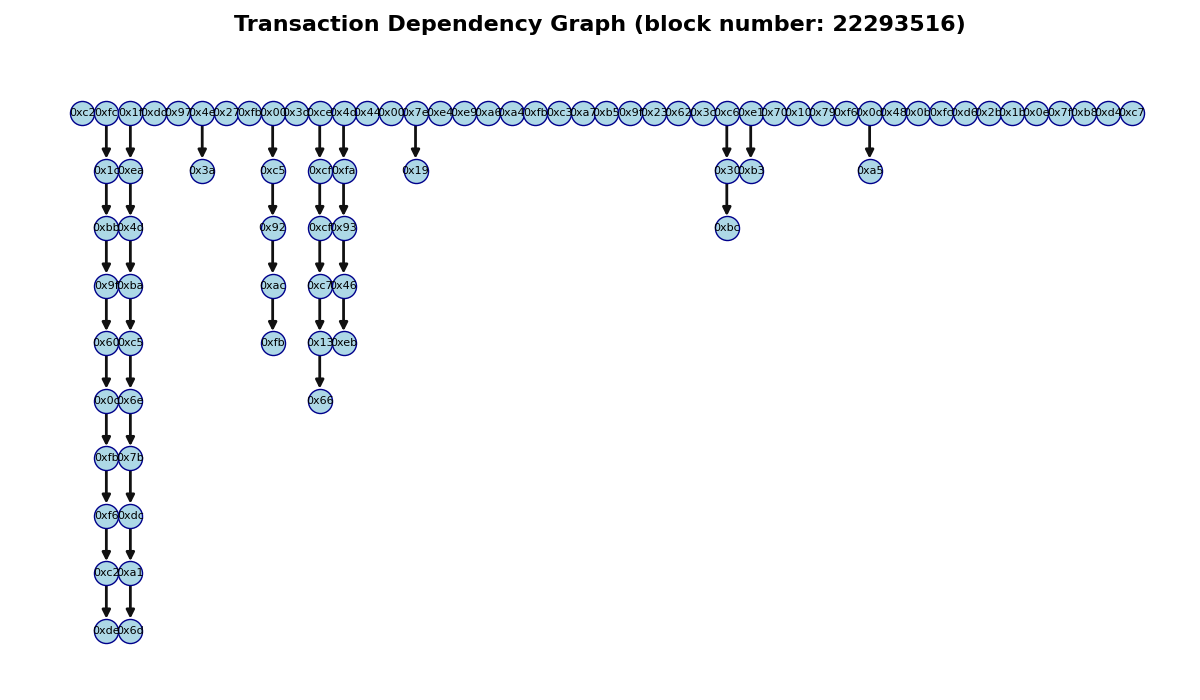 Transaction Dependency Graph (block number: 22293516)
0xc2 0xfc 0x1f 0xdd 0x97 0x4e 0x27 0xfb 0x00 0x3d 0xce 0x4d 0x44 0x00 0x7e 0xe4 0xe9 0xa6 0xa4 0xfb 0xc3 0xa7 0xb5 0x9f 0x23 0x62 0x3d 0xc6 0xe1 0x70 0x10 0x79 0xf6 0x0d 0x48 0x0b 0xfd 0xd6 0x2b 0x1b 0x0e 0x7f 0xb8 0xd4 0xc7
0x1c 0xea 0x3a 0xc5 0xcf 0xfa 0x19 0x30 0xb3 0xa5
0xbb 0x4d 0x92 0xcf 0x93 0xbc
0x9f 0xba 0xac 0xc7 0x46
0x60 0xc5 0xfb 0x13 0xeb
0x0c 0x6e 0x66
0xfb 0x7b
0xf6 0xdc
0xc2 0xa1
0xde 0x6d